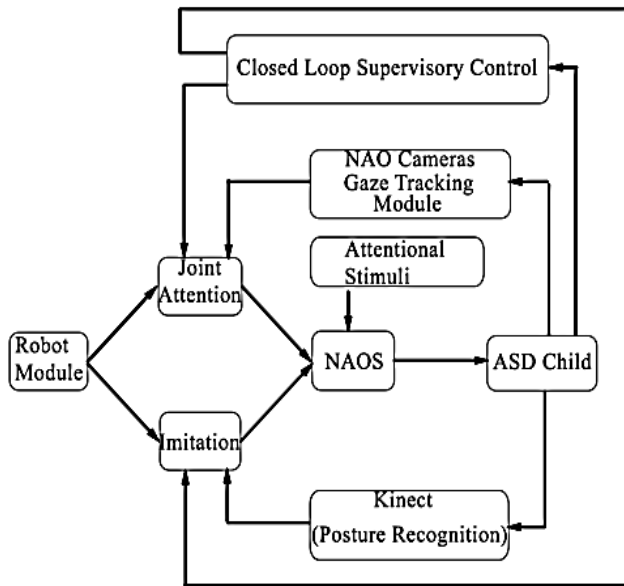 Closed Loop Supervisory Control
NAO Cameras
Gaze Tracking
Module
Attentional
Stimuli
Joint
Attention
Robot
Module
NAOS
ASD Child
Imitation
Kinect
(Posture Recognition)